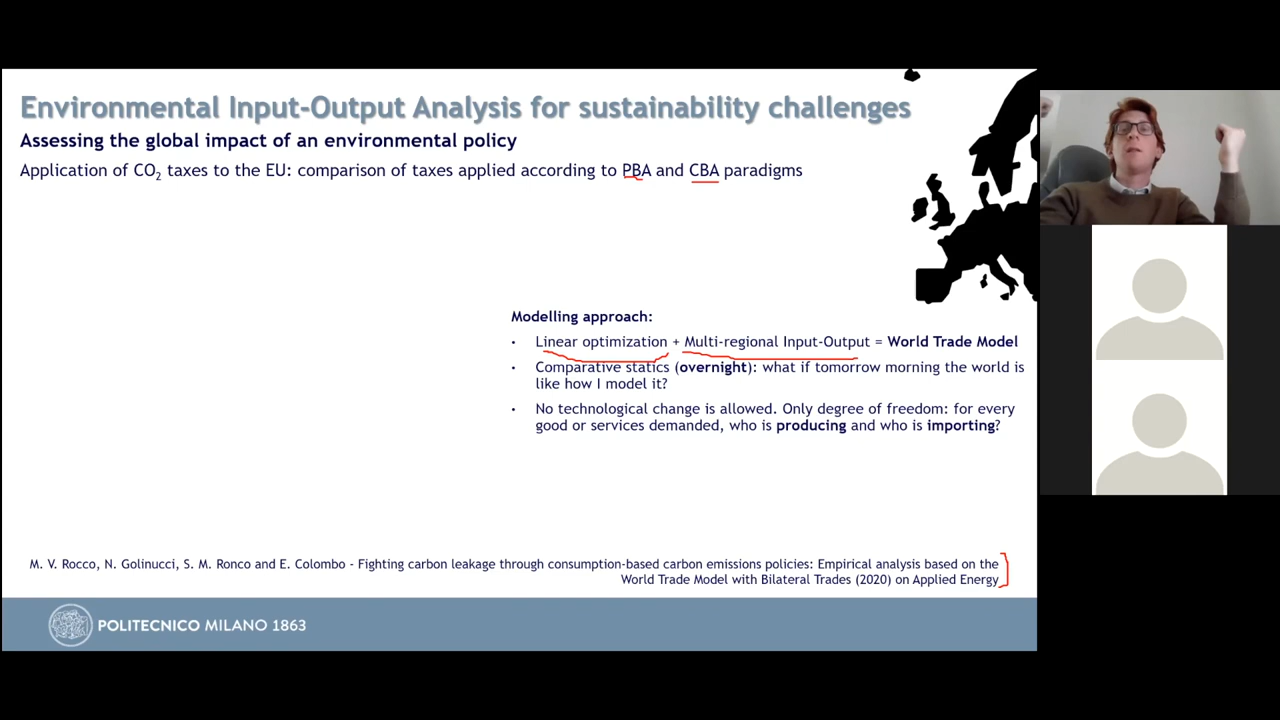 Environmental Input-Output Analysis for sustainability challenges
Assessing the global impact of an environmental policy
Application of CO2 taxes to the EU: comparison of taxes applied according to PBA and CBA paradigms
Modelling approach:
• Linear optimization + Multi-regional Input-Output = World Trade Model
• Comparative statics (overnight): what if tomorrow morning the world is
like how I model it?
• No technological change is allowed. Only degree of freedom: for every
good or services demanded, who is producing and who is importing?
M. V. Rocco, N. Golinucci, S. M. Ronco and E. Colombo - Fighting carbon leakage through consumption-based carbon emissions policies: Empirical analysis based on the
World Trade Model with Bilateral Trades (2020) on Applied Energy
POLITECNICO MILANO 1863